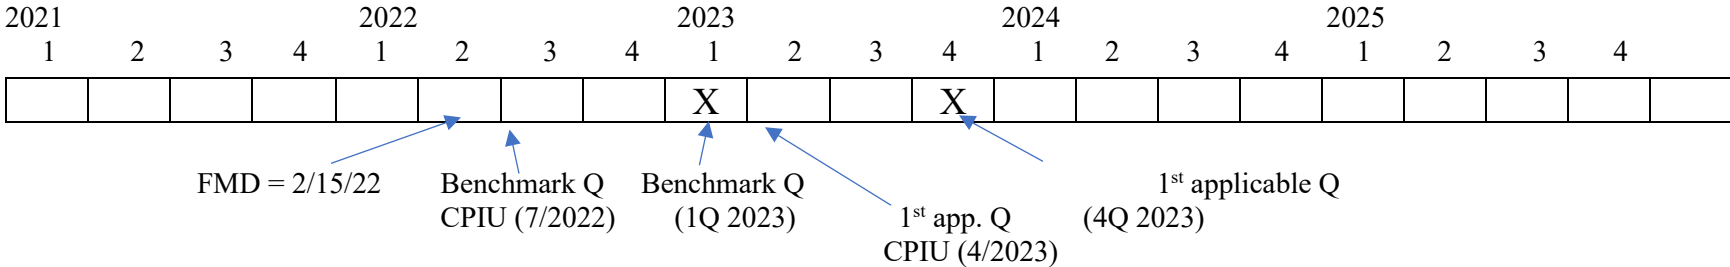 2021 2022 2023 2024 2025
1 2 3 4 1 2 3 4 1 2 3 4 1 2 3 4 1 2 3 4
X X
FMD = 2/15/22 Benchmark Q Benchmark Q 1st applicable Q
CPIU (7/2022) (1Q 2023) 1st app. Q (4Q 2023)
CPIU (4/2023)